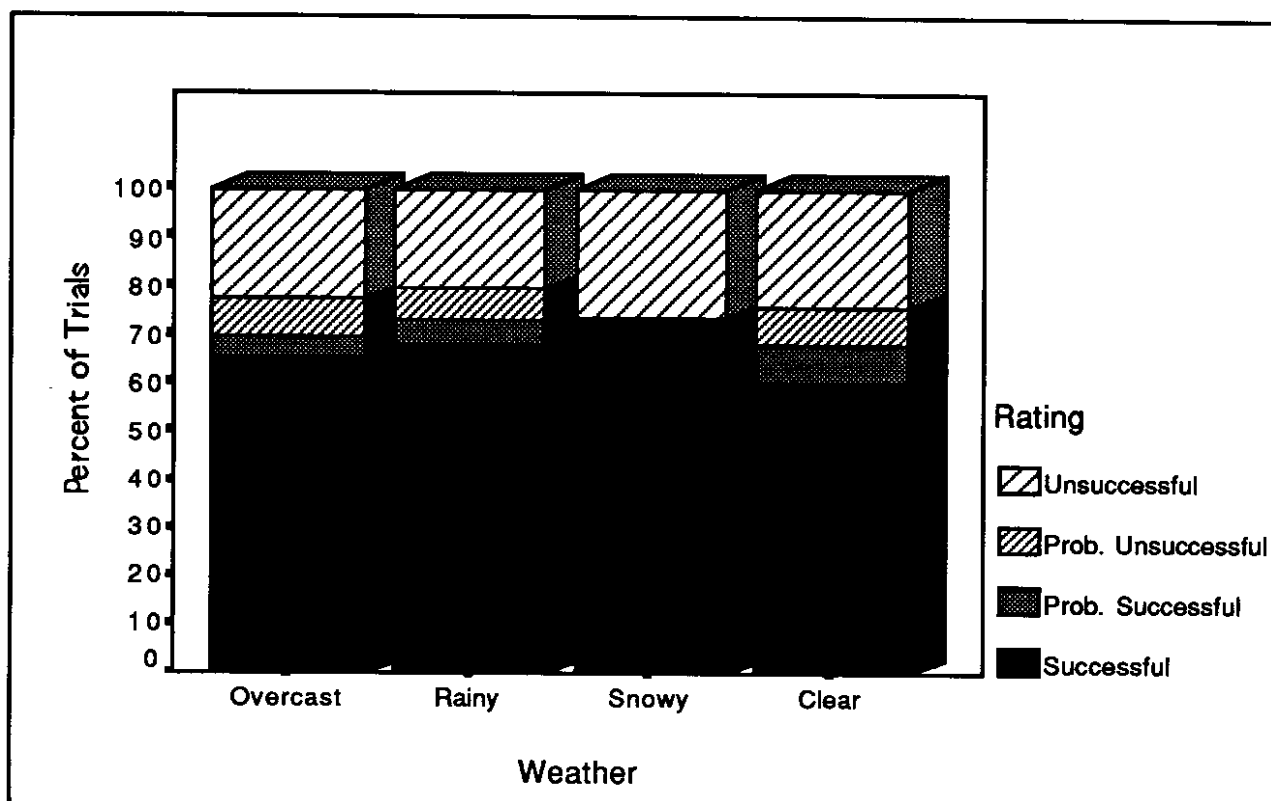 Percent of Trials
100
90
80
70
60
50
40
30
20
10
0
Overcast Rainy Snowy Clear
Weather
Rating
Unsuccessful
Prob. Unsuccessful
Prob. Successful
Successful